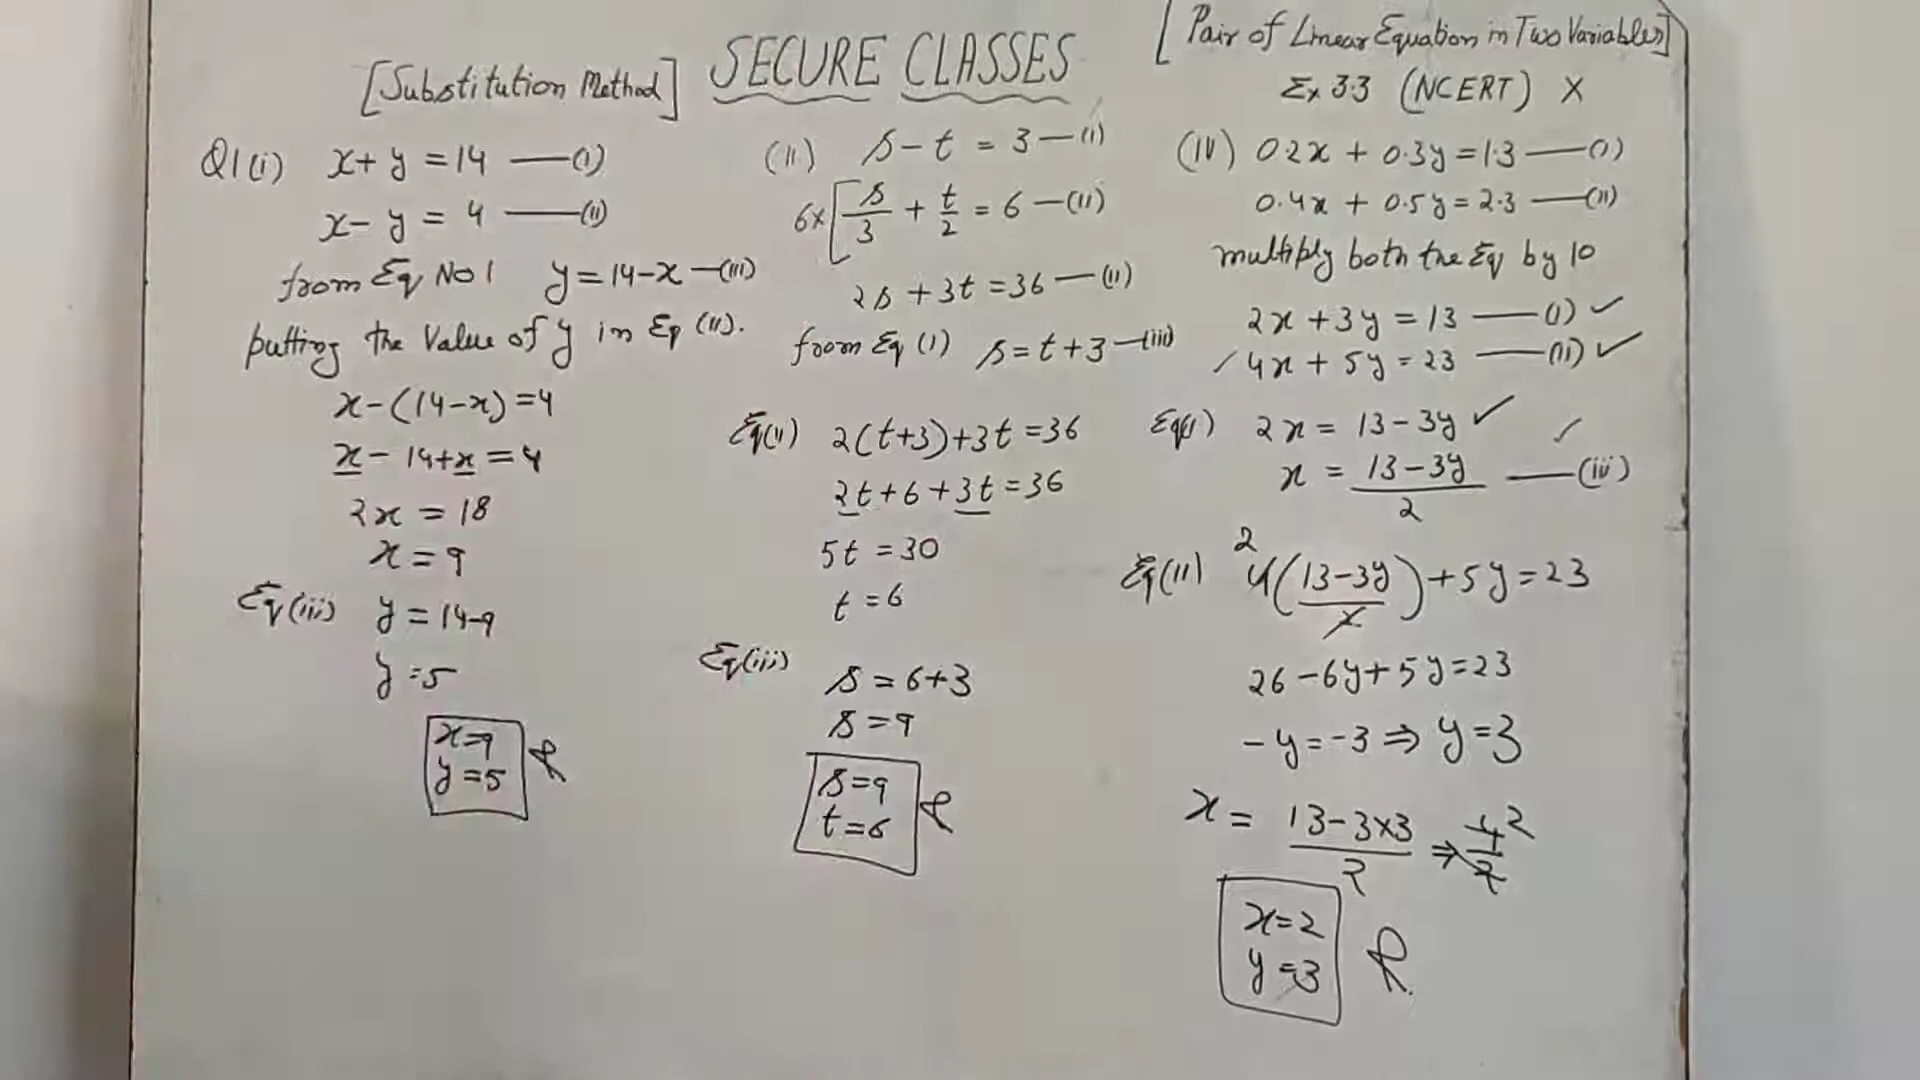 [Substitution Method]
SECURE CLASSES
[Pair of Linear Equation in Two Variables]
Ex 3.3 (NCERT) X
Q1(i) x+y = 14 —(i)
x-y = 4 —(ii)
from Eq No 1 y=14-x —(iii)
putting the Value of y in Eq (ii).
x-(14-x)=4
x-14+x=4
2x = 18
x = 9
Eq(iii) y = 14-9
y = 5
x=9
y=5
(ii) s-t = 3 —(i)
6×[s/3 + t/2 = 6 —(ii)
2s+3t=36 —(ii)
from Eq (i) s=t+3 —(iii)
Eq(ii) 2(t+3)+3t=36
2t+6+3t=36
5t=30
t=6
Eq(iii) s=6+3
s=9
s=9
t=6
(iv) 0.2x + 0.3y=1.3 —(i)
0.4x + 0.5y=2.3 —(ii)
multiply both the Eq by 10
2x+3y=13 —(i) ✓
4x+5y=23 —(ii) ✓
Eq(i) 2x = 13-3y ✓
x = (13-3y)/2 —(iii)
Eq(ii) 4((13-3y)/2)+5y=23
26-6y+5y=23
-y=-3 ⇒ y=3
x = (13-3×3)/2 ⇒ 4/2 2
x=2
y=3